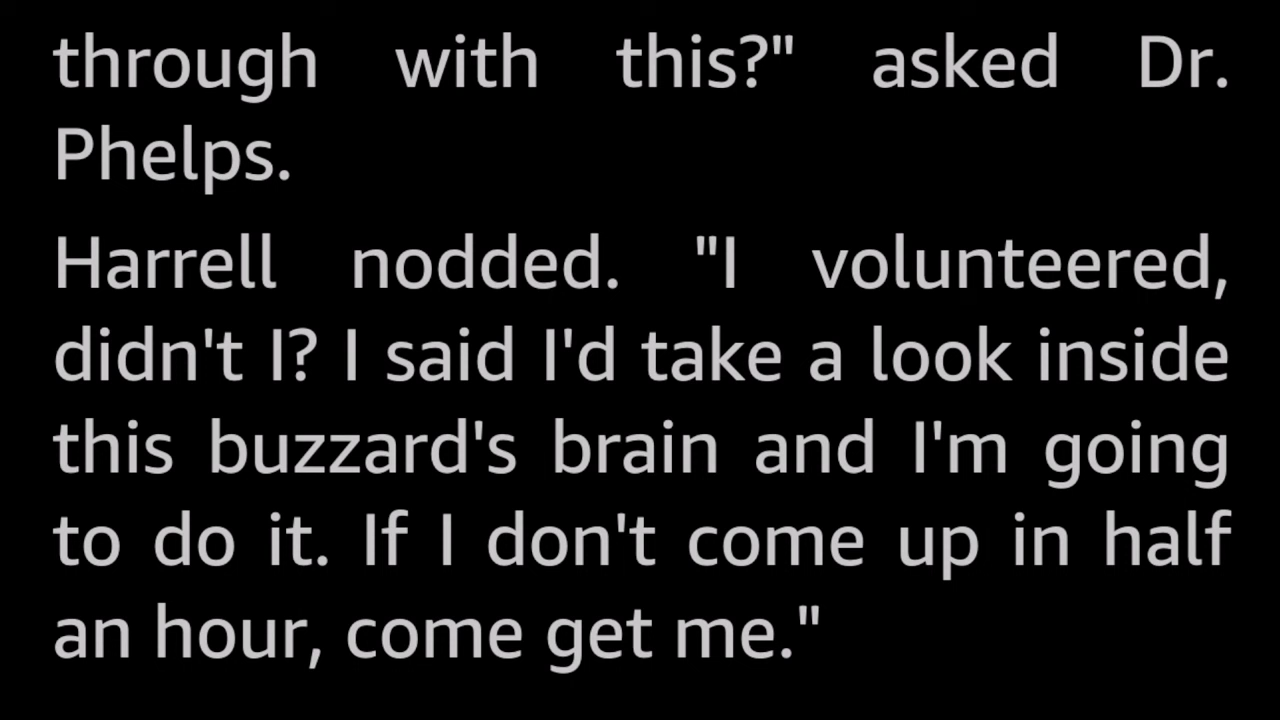 through with this?" asked Dr.
Phelps.
Harrell nodded. "I volunteered,
didn't I? I said I'd take a look inside
this buzzard's brain and I'm going
to do it. If I don't come up in half
an hour, come get me."